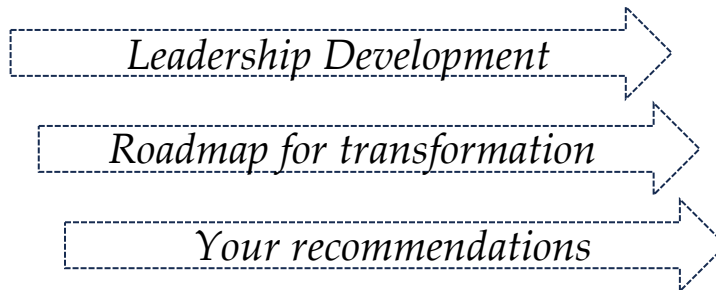 Leadership Development
Roadmap for transformation
Your recommendations